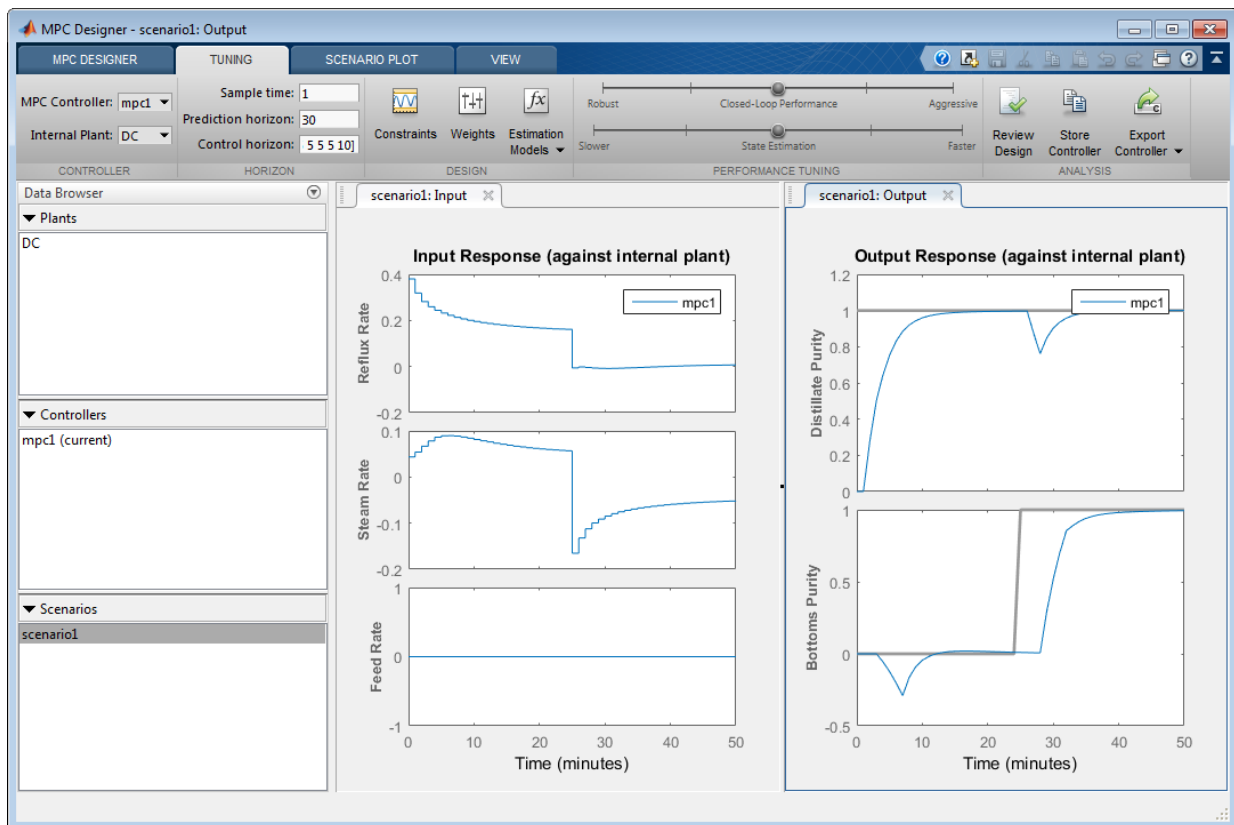 MPC Designer - scenario1: Output
MPC DESIGNER TUNING SCENARIO PLOT VIEW
MPC Controller: mpc1
Internal Plant: DC
CONTROLLER
Sample time: 1
Prediction horizon: 30
Control horizon: 5 5 5 10]
HORIZON
Constraints
Weights
Estimation
Models
DESIGN
Robust Closed-Loop Performance Aggressive
Slower State Estimation Faster
PERFORMANCE TUNING
Review
Design
Store
Controller
Export
Controller
ANALYSIS
Data Browser
Plants
DC
Controllers
mpc1 (current)
Scenarios
scenario1
scenario1: Input
Input Response (against internal plant)
mpc1
Reflux Rate
0.4
0.2
0
-0.2
Steam Rate
0.1
0
-0.1
-0.2
Feed Rate
1
0
-1
0 10 20 30 40 50
Time (minutes)
scenario1: Output
Output Response (against internal plant)
mpc1
Distillate Purity
1.2
1
0.8
0.6
0.4
0.2
0
Bottoms Purity
1
0.5
0
-0.5
0 10 20 30 40 50
Time (minutes)